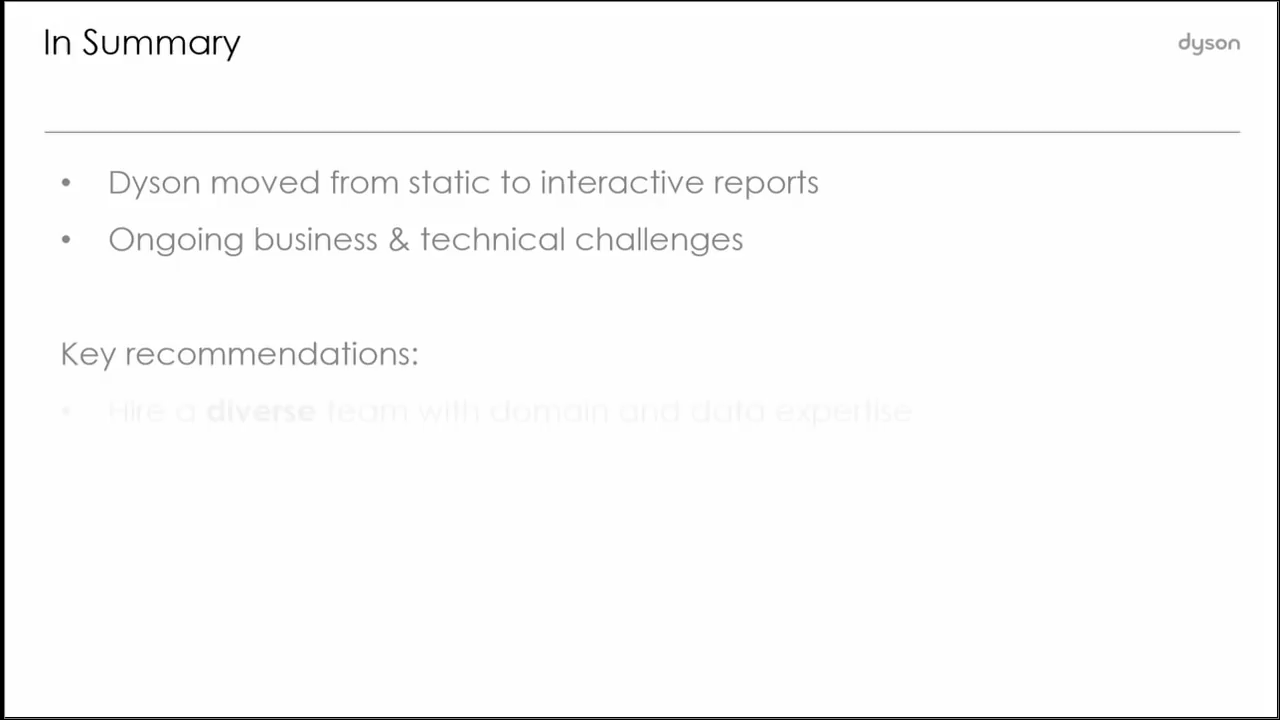 In Summary
dyson
• Dyson moved from static to interactive reports
• Ongoing business & technical challenges
Key recommendations:
• Hire a diverse team with domain and data expertise